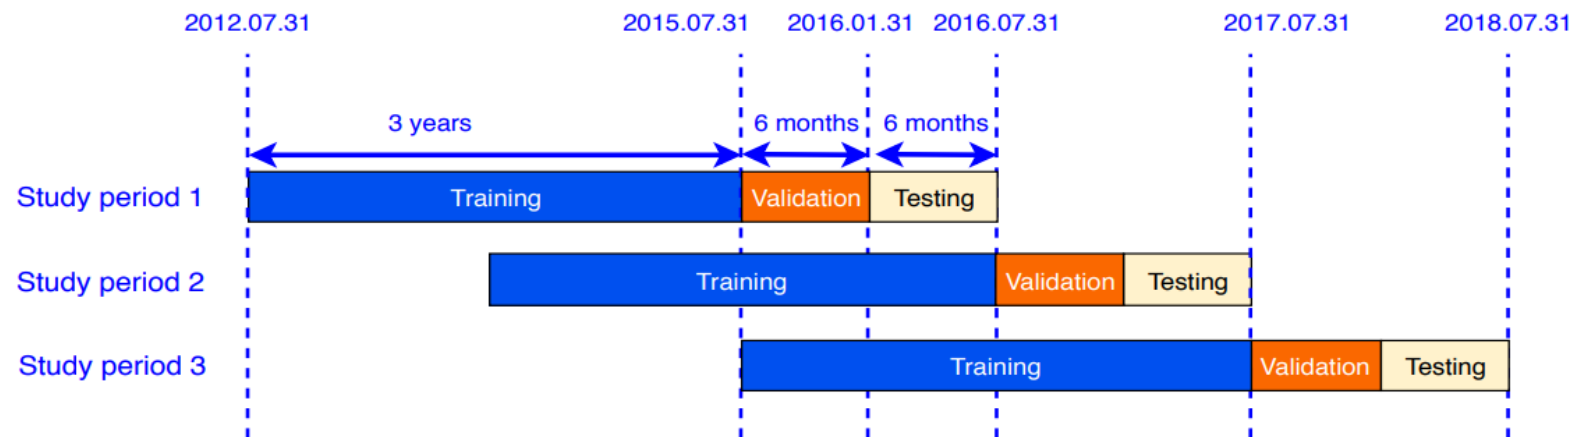 2012.07.31 2015.07.31 2016.01.31 2016.07.31 2017.07.31 2018.07.31
3 years 6 months 6 months
Study period 1 Training Validation Testing
Study period 2 Training Validation Testing
Study period 3 Training Validation Testing